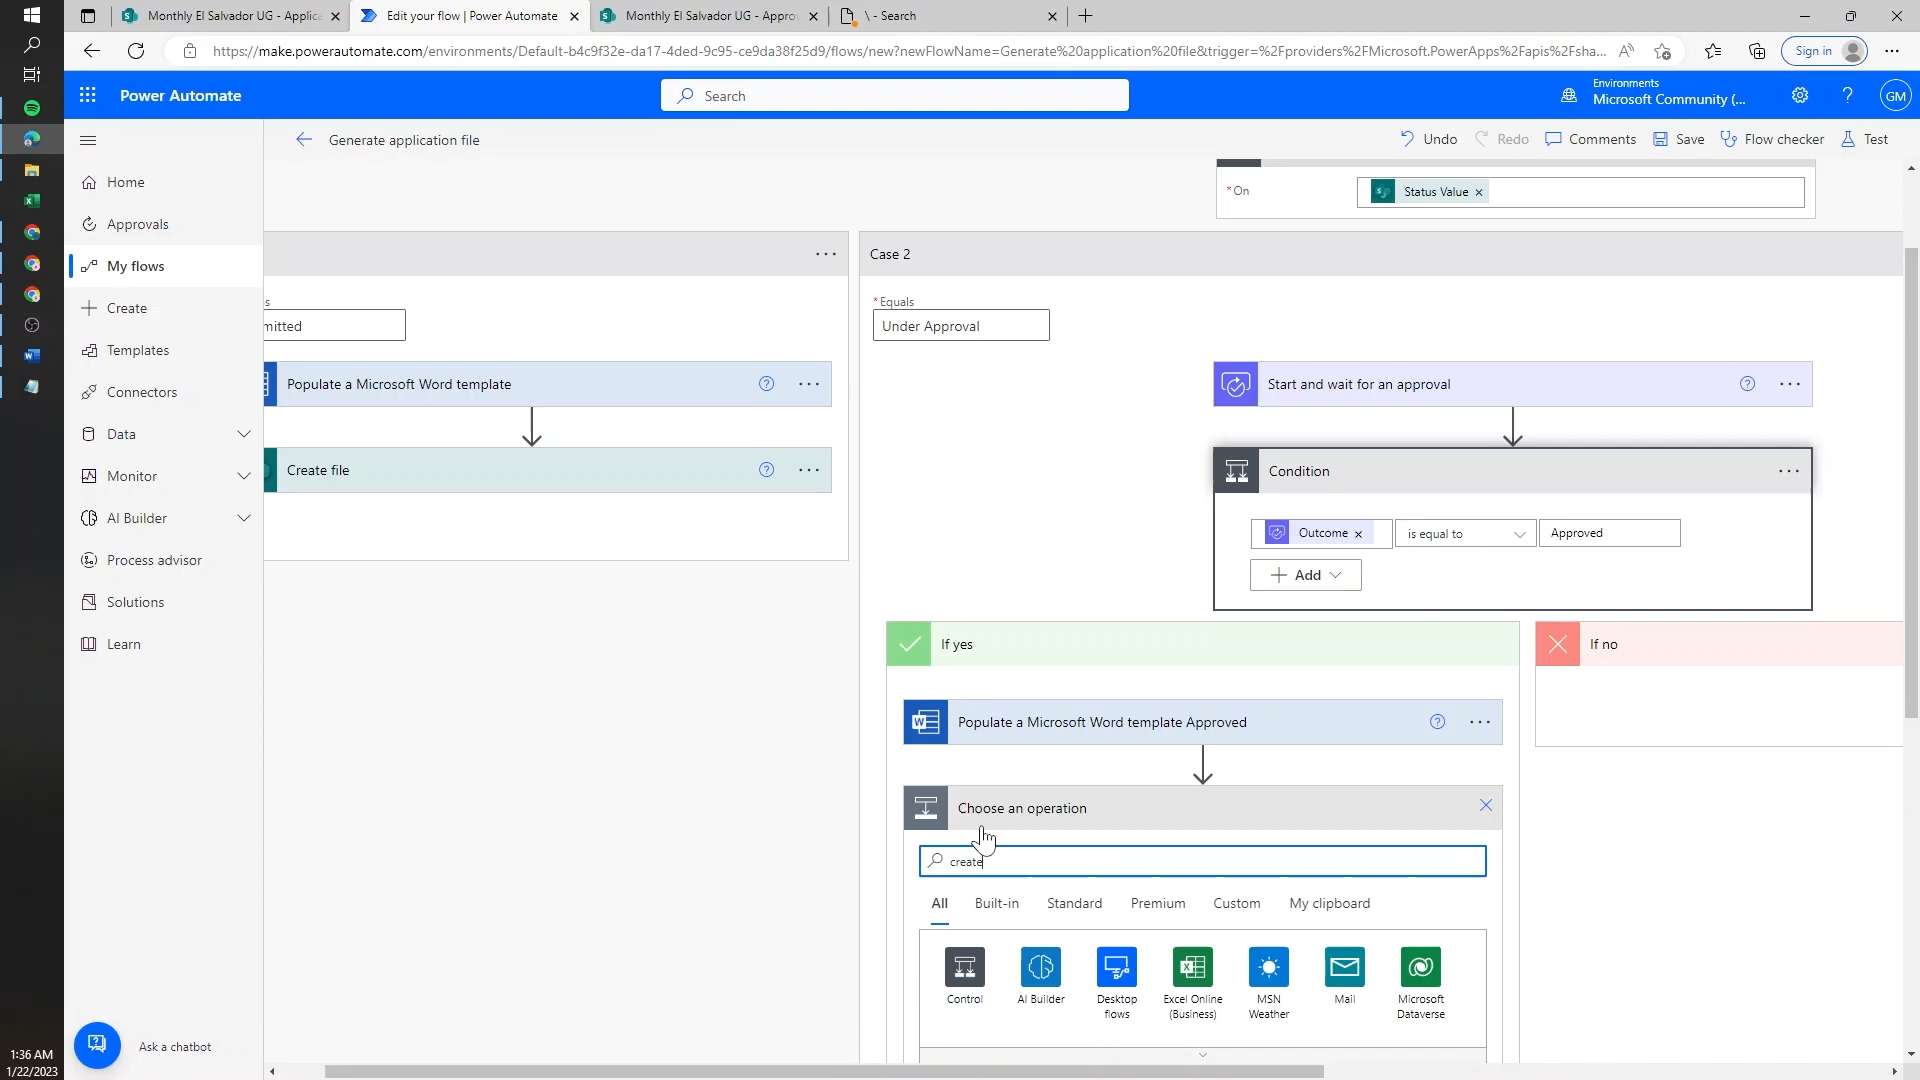 Monthly El Salvador UG - Applica
Edit your flow | Power Automate
Monthly El Salvador UG - Approv
\ - Search
https://make.powerautomate.com/environments/Default-b4c9f32e-da17-4ded-9c95-ce9da38f25d9/flows/new?newFlowName=Generate%20application%20file&trigger=%2Fproviders%2FMicrosoft.PowerApps%2Fapis%2Fsha...
Sign in
Power Automate
Search
Environments
Microsoft Community (...
GM
Generate application file
Undo
Redo
Comments
Save
Flow checker
Test
Home
Approvals
My flows
Create
Templates
Connectors
Data
Monitor
AI Builder
Process advisor
Solutions
Learn
Ask a chatbot
* On
Status Value
s
mitted
Populate a Microsoft Word template
Create file
Case 2
* Equals
Under Approval
Start and wait for an approval
Condition
Outcome
is equal to
Approved
Add
If yes
If no
Populate a Microsoft Word template Approved
Choose an operation
create
All
Built-in
Standard
Premium
Custom
My clipboard
Control
AI Builder
Desktop
flows
Excel Online
(Business)
MSN
Weather
Mail
Microsoft
Dataverse
1:36 AM
1/22/2023